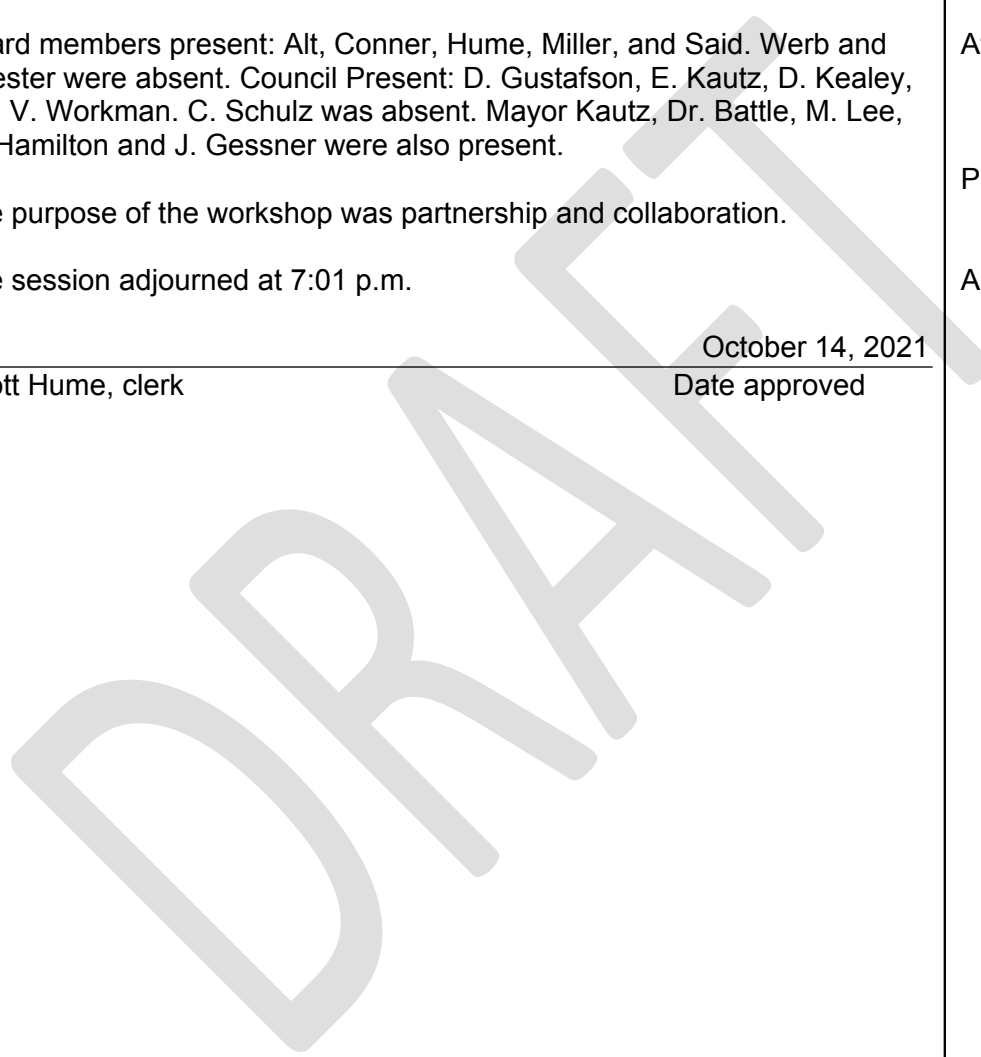 ard members present: Alt, Conner, Hume, Miller, and Said. Werb and
ester were absent. Council Present: D. Gustafson, E. Kautz, D. Kealey,
V. Workman. C. Schulz was absent. Mayor Kautz, Dr. Battle, M. Lee,
Hamilton and J. Gessner were also present.
e purpose of the workshop was partnership and collaboration.
e session adjourned at 7:01 p.m.
October 14, 2021
ott Hume, clerk Date approved
A
P
A
DRAFT